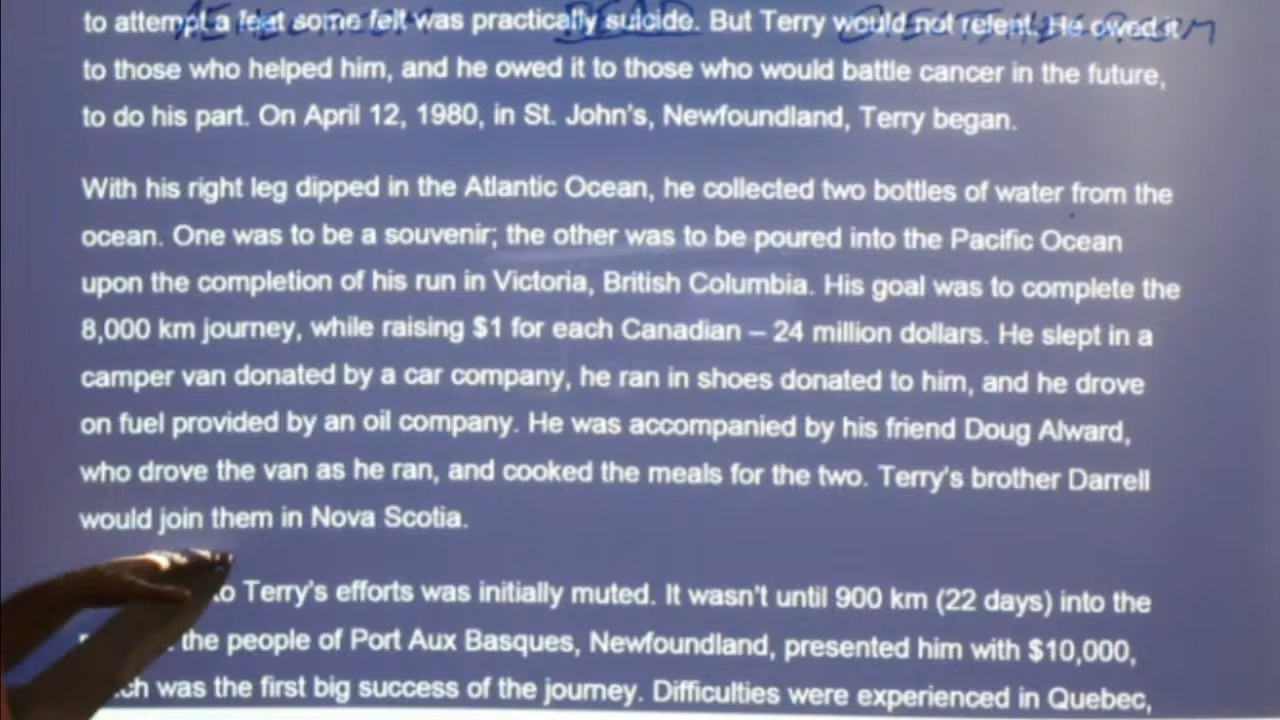 to attempt a feat some felt was practically suicide. But Terry would not relent. He owed it
to those who helped him, and he owed it to those who would battle cancer in the future,
to do his part. On April 12, 1980, in St. John's, Newfoundland, Terry began.
With his right leg dipped in the Atlantic Ocean, he collected two bottles of water from the
ocean. One was to be a souvenir; the other was to be poured into the Pacific Ocean
upon the completion of his run in Victoria, British Columbia. His goal was to complete the
8,000 km journey, while raising $1 for each Canadian – 24 million dollars. He slept in a
camper van donated by a car company, he ran in shoes donated to him, and he drove
on fuel provided by an oil company. He was accompanied by his friend Doug Alward,
who drove the van as he ran, and cooked the meals for the two. Terry's brother Darrell
would join them in Nova Scotia.
to Terry's efforts was initially muted. It wasn't until 900 km (22 days) into the
the people of Port Aux Basques, Newfoundland, presented him with $10,000,
was the first big success of the journey. Difficulties were experienced in Quebec,